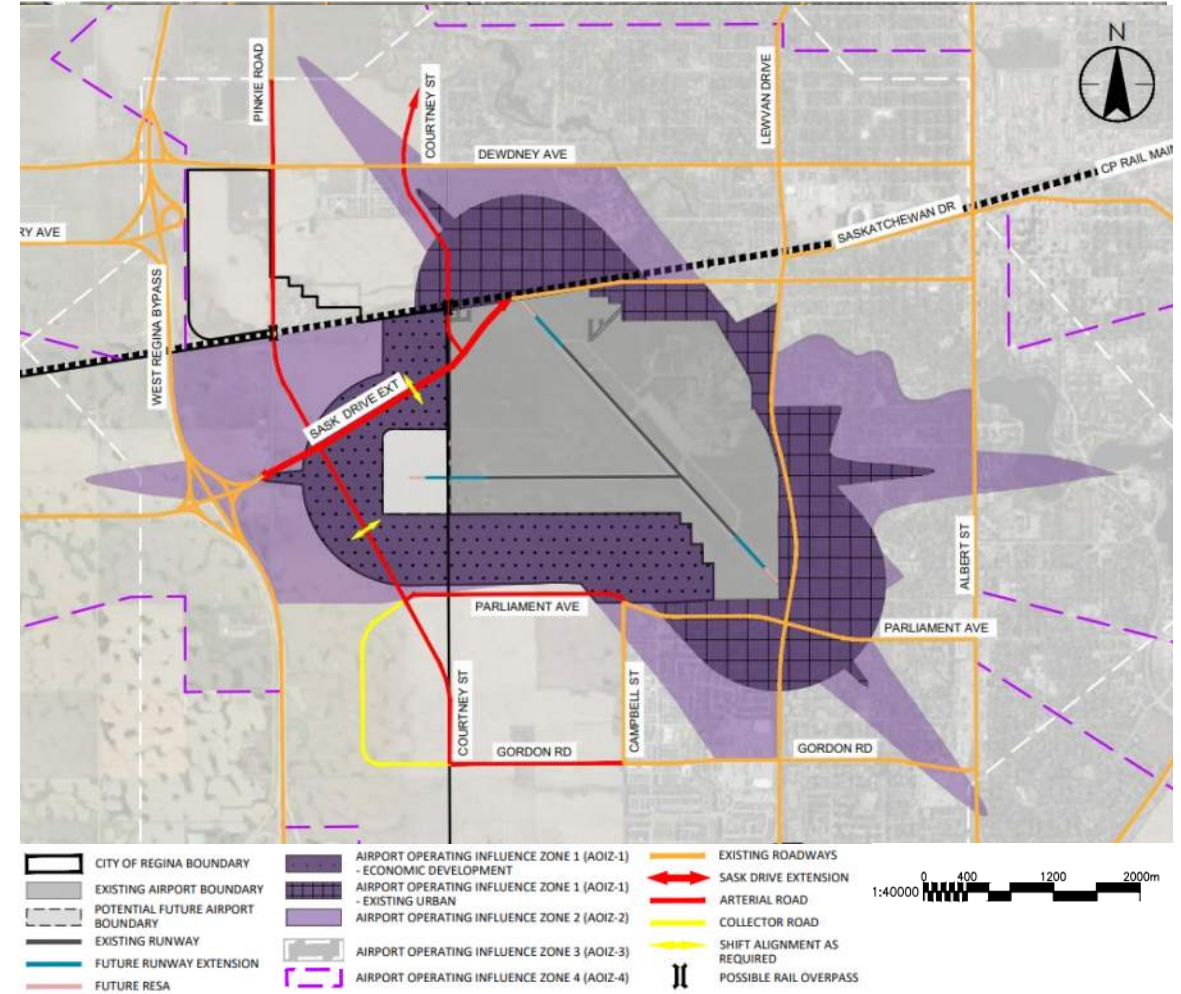 N
PINKIE ROAD
COURTNEY ST
LEWVAN DRIVE
DEWDNEY AVE
CP RAIL MAIN
SASKATCHEWAN DR
RY AVE
WEST REGINA BYPASS
SASK DRIVE EXT
ALBERT ST
PARLIAMENT AVE
PARLIAMENT AVE
COURTNEY ST
CAMPBELL ST
GORDON RD
GORDON RD
CITY OF REGINA BOUNDARY
EXISTING AIRPORT BOUNDARY
POTENTIAL FUTURE AIRPORT
BOUNDARY
EXISTING RUNWAY
FUTURE RUNWAY EXTENSION
FUTURE RESA
AIRPORT OPERATING INFLUENCE ZONE 1 (AOIZ-1)
- ECONOMIC DEVELOPMENT
AIRPORT OPERATING INFLUENCE ZONE 1 (AOIZ-1)
- EXISTING URBAN
AIRPORT OPERATING INFLUENCE ZONE 2 (AOIZ-2)
AIRPORT OPERATING INFLUENCE ZONE 3 (AOIZ-3)
AIRPORT OPERATING INFLUENCE ZONE 4 (AOIZ-4)
EXISTING ROADWAYS
SASK DRIVE EXTENSION
ARTERIAL ROAD
COLLECTOR ROAD
SHIFT ALIGNMENT AS
REQUIRED
POSSIBLE RAIL OVERPASS
0 400 1200 2000m
1:40000